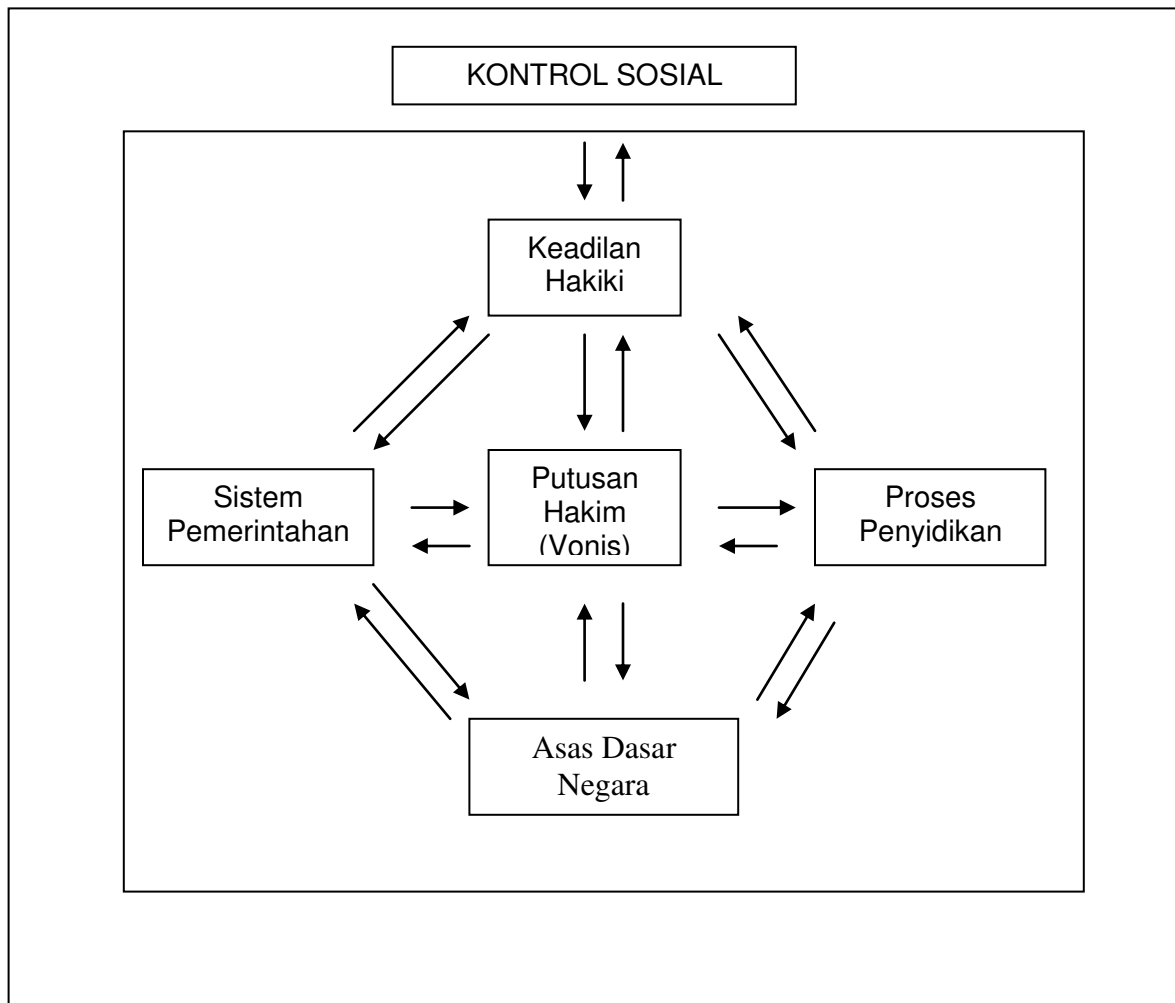 KONTROL SOSIAL
Keadilan
Hakiki
Sistem
Pemerintahan
Putusan
Hakim
(Vonis)
Proses
Penyidikan
Asas Dasar
Negara